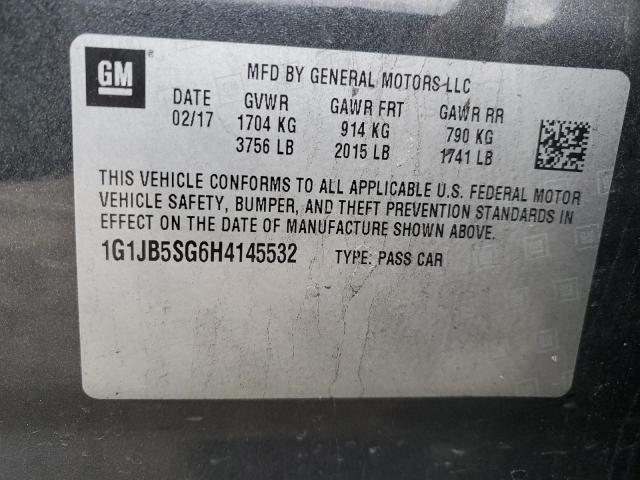 GM ®
MFD BY GENERAL MOTORS LLC
DATE GVWR GAWR FRT GAWR RR
02/17 1704 KG 914 KG 790 KG
3756 LB 2015 LB 1741 LB
THIS VEHICLE CONFORMS TO ALL APPLICABLE U.S. FEDERAL MOTOR
VEHICLE SAFETY, BUMPER, AND THEFT PREVENTION STANDARDS IN
EFFECT ON THE DATE OF MANUFACTURE SHOWN ABOVE.
1G1JB5SG6H4145532 TYPE: PASS CAR